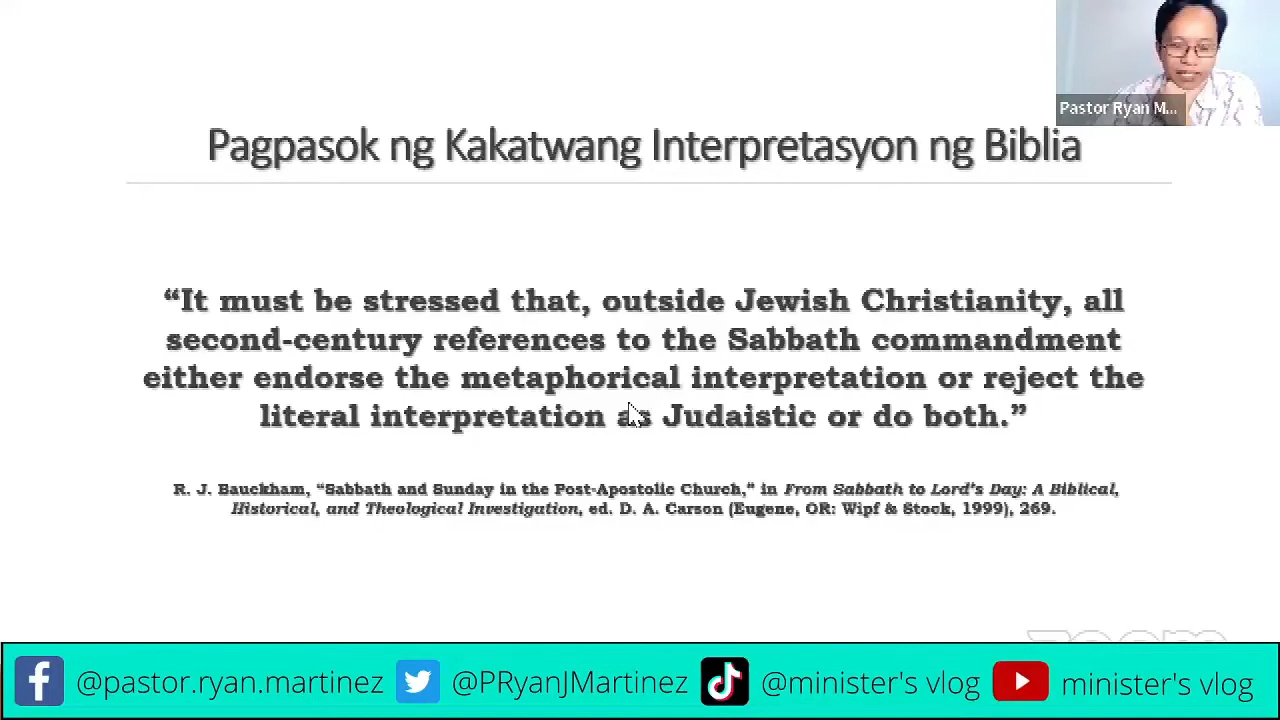 Pastor Ryan M...
Pagpasok ng Kakatwang Interpretasyon ng Biblia
“It must be stressed that, outside Jewish Christianity, all
second-century references to the Sabbath commandment
either endorse the metaphorical interpretation or reject the
literal interpretation as Judaistic or do both.”
R. J. Bauckham, “Sabbath and Sunday in the Post-Apostolic Church,” in From Sabbath to Lord's Day: A Biblical,
Historical, and Theological Investigation, ed. D. A. Carson (Eugene, OR: Wipf & Stock, 1999), 269.
zoom
@pastor.ryan.martinez @PRyanJMartinez @minister's vlog minister's vlog